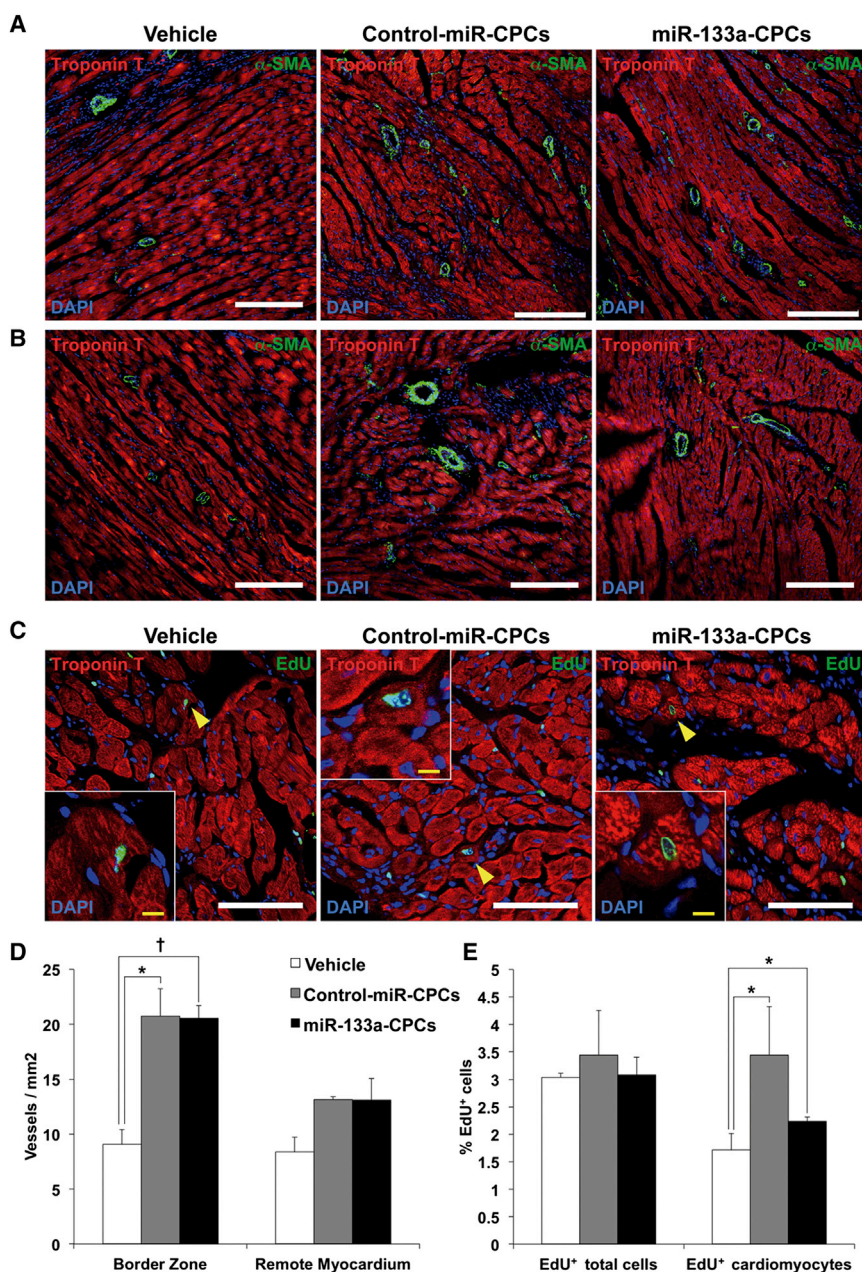 A
Vehicle
Control-miR-CPCs
miR-133a-CPCs
Troponin T
α-SMA
DAPI
Troponin T
α-SMA
DAPI
Troponin T
α-SMA
DAPI
B
Troponin T
α-SMA
DAPI
Troponin T
α-SMA
DAPI
Troponin T
α-SMA
DAPI
C
Vehicle
Control-miR-CPCs
miR-133a-CPCs
Troponin T
EdU
DAPI
Troponin T
EdU
DAPI
Troponin T
EdU
DAPI
D
Vessels / mm2
25
20
15
10
5
0
†
*
Vehicle
Control-miR-CPCs
miR-133a-CPCs
Border Zone
Remote Myocardium
E
% EdU⁺ cells
5
4.5
4
3.5
3
2.5
2
1.5
1
0.5
0
*
*
EdU⁺ total cells
EdU⁺ cardiomyocytes